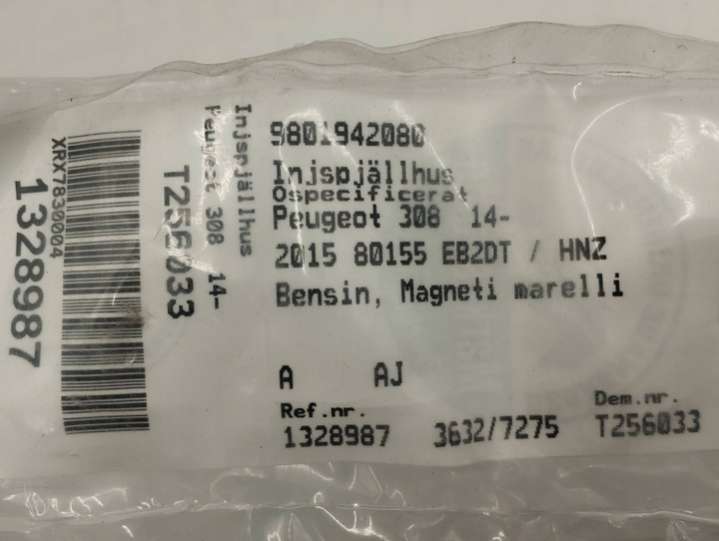 9801942080
Injspjällhus
Ospecificerat
Peugeot 308 14-
2015 80155 EB2DT / HNZ
Bensin, Magneti marelli
A AJ
Ref.nr. Dem.nr.
1328987 3632/7275 T256033
Injspjällhus
Peugeot 308 14-
T256033
XRX78300004
1328987